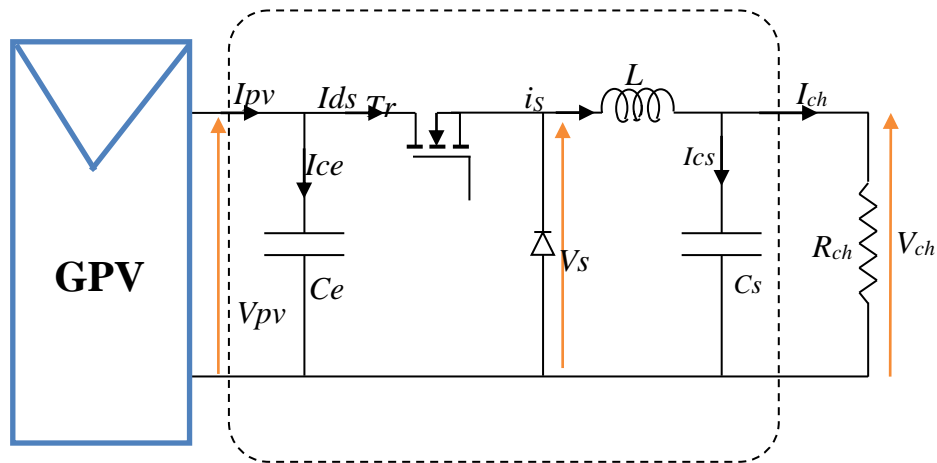 L
Ipv
Ids
Tr
iS
Ich
Ice
Ics
GPV
Vpv
Ce
Vs
Cs
Rch
Vch